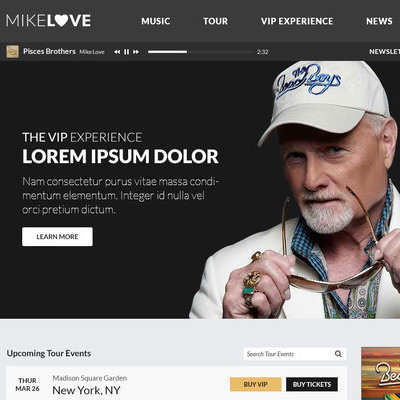 MIKELOVE
MUSIC
TOUR
VIP EXPERIENCE
NEWS
Pisces Brothers Mike Love
2:32
The Beach Boys
THE VIP EXPERIENCE
LOREM IPSUM DOLOR
Nam consectetur purus vitae massa condi-
mentum elementum. Integer id nulla vel
orci pretium dictum.
LEARN MORE
Upcoming Tour Events
Search Tour Events
THUR
MAR 26
Madison Square Garden
New York, NY
BUY VIP
BUY TICKETS